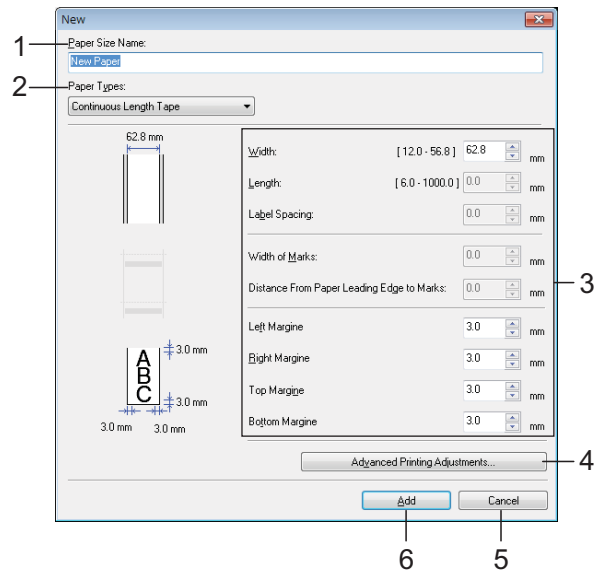 New
1
Paper Size Name:
New Paper
2
Paper Types:
Continuous Length Tape
62.8 mm
Width: [ 12.0 - 56.8 ] 62.8 mm
Length: [ 6.0 - 1000.0 ] 0.0 mm
Label Spacing: 0.0 mm
Width of Marks: 0.0 mm
Distance From Paper Leading Edge to Marks: 0.0 mm
3
Left Margine 3.0 mm
Right Margine 3.0 mm
Top Margine 3.0 mm
Bottom Margine 3.0 mm
A
B
C
3.0 mm
3.0 mm
3.0 mm 3.0 mm
Advanced Printing Adjustments...
4
Add Cancel
6 5